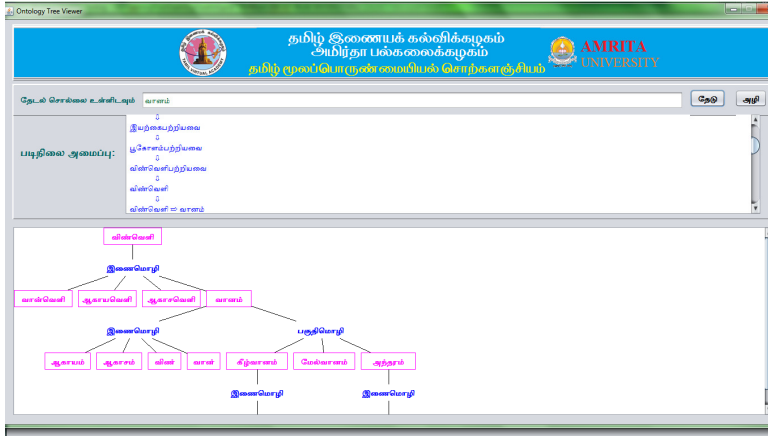 Ontology Tree Viewer
தமிழ் இணையக் கல்விக்கழகம்
அமிர்தா பல்கலைக்கழகம்
தமிழ் மூலப்பொருண்மையியல் சொற்களஞ்சியம்
AMRITA
UNIVERSITY
தேடல் சொல்லை உள்ளிடவும் வானம் தேடு அழி
படிநிலை அமைப்பு:
⇩
இயற்கைபற்றியவை
⇩
பூகோளம்பற்றியவை
⇩
விண்வெளிபற்றியவை
⇩
விண்வெளி
⇩
விண்வெளி ⇨ வானம்
விண்வெளி
இணைமொழி
வான்வெளி ஆகாயவெளி ஆகாசவெளி வானம்
இணைமொழி பகுதிமொழி
ஆகாயம் ஆகாசம் விண் வான் கீழ்வானம் மேல்வானம் அந்தரம்
இணைமொழி இணைமொழி